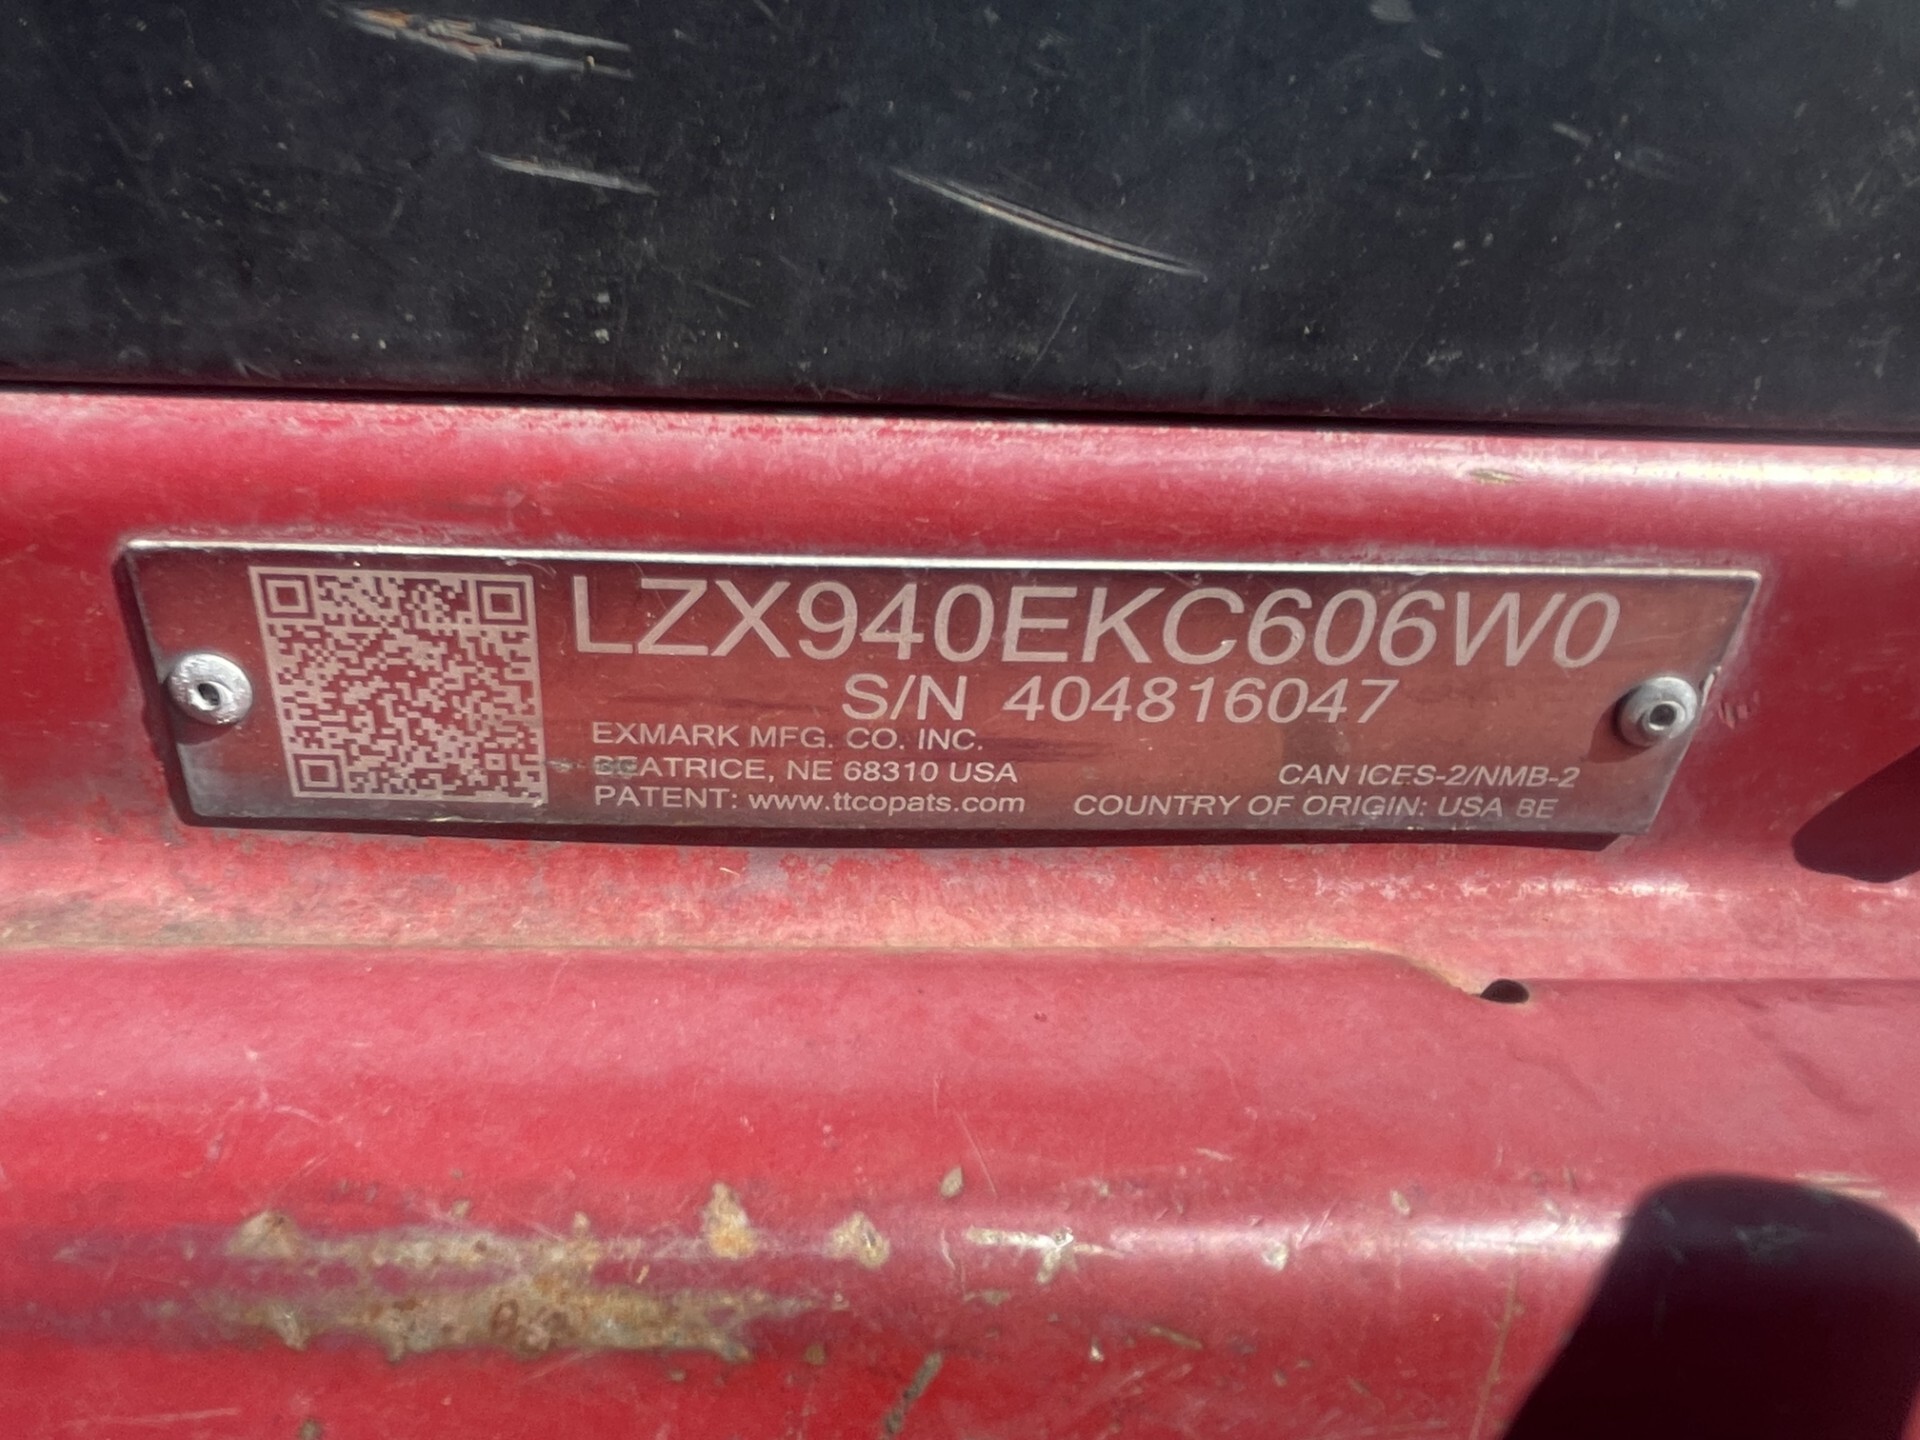 LZX940EKC606W0
S/N 404816047
EXMARK MFG. CO. INC.
BEATRICE, NE 68310 USA
PATENT: www.ttcopats.com
CAN ICES-2/NMB-2
COUNTRY OF ORIGIN: USA BE